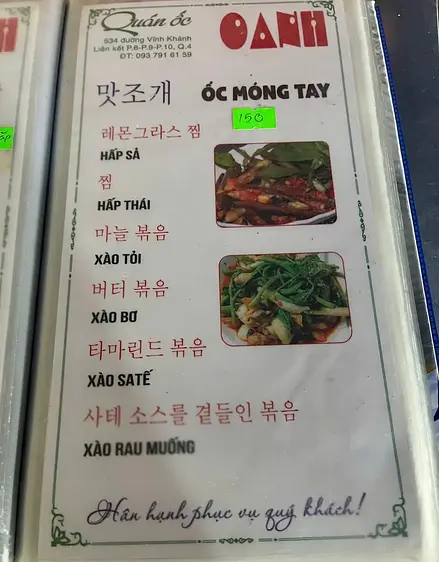 Quán ốc
OANH
534 đường Vĩnh Khánh
Liên kết P.8-P.9-P.10, Q.4
ĐT: 093 791 61 59
맛조개 ỐC MÓNG TAY
150
레몬그라스 찜
HẤP SẢ
찜
HẤP THÁI
마늘 볶음
XÀO TỎI
버터 볶음
XÀO BƠ
타마린드 볶음
XÀO SATẾ
사테 소스를 곁들인 볶음
XÀO RAU MUỐNG
Hân hạnh phục vụ quý khách!